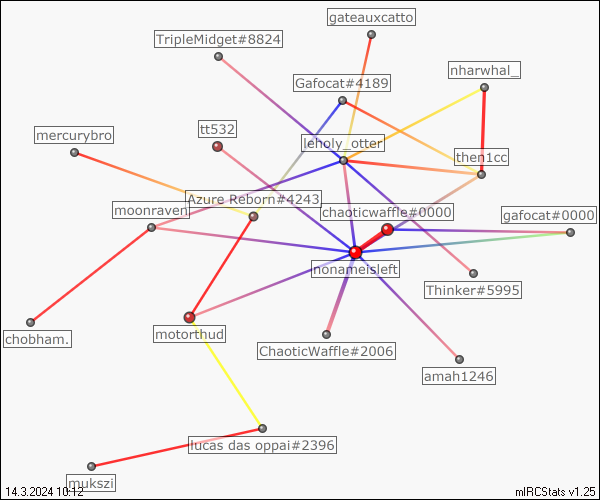 gateauxcatto
TripleMidget#8824
nharwhal_
Gafocat#4189
tt532
mercurybro
leholy_otter
then1cc
Azure Reborn#4243
moonraven
chaoticwaffle#0000
gafocat#0000
nonameisleft
Thinker#5995
motorthud
chobham.
ChaoticWaffle#2006
amah1246
lucas das oppai#2396
mukszi
14.3.2024 10:12
mIRCStats v1.25